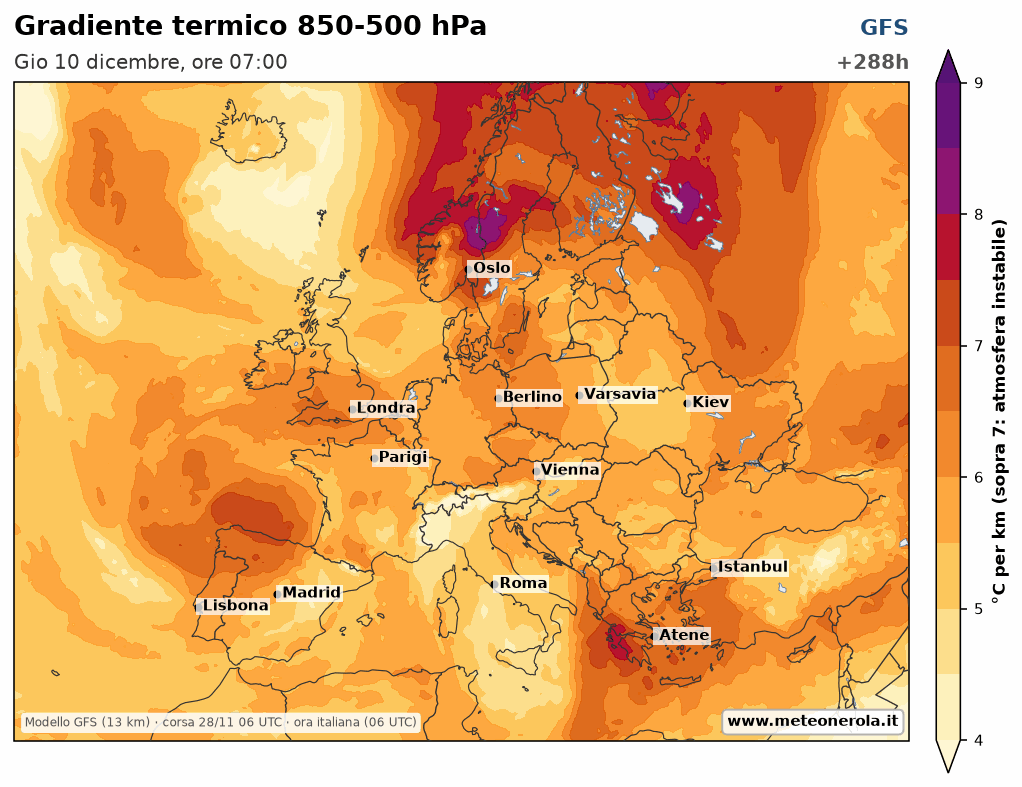 Gradiente termico 850-500 hPa
GFS
Gio 10 dicembre, ore 07:00
+288h
9
8
7
6
5
4
°C per km (sopra 7: atmosfera instabile)
Oslo
Berlino
Varsavia
Kiev
Londra
Parigi
Vienna
Istanbul
Roma
Madrid
Lisbona
Atene
Modello GFS (13 km) · corsa 28/11 06 UTC · ora italiana (06 UTC)
www.meteonerola.it